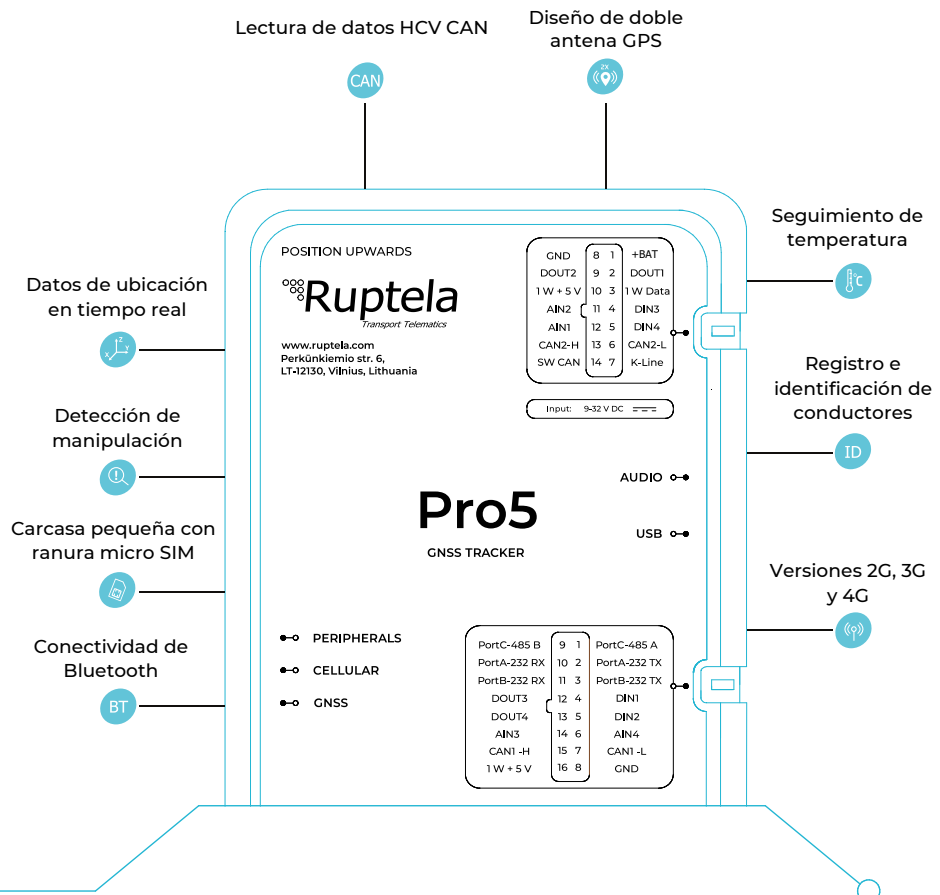 Lectura de datos HCV CAN
CAN
Diseño de doble
antena GPS
2X
Seguimiento de
temperatura
°C
Datos de ubicación
en tiempo real
Z
X
Y
Registro e
identificación de
conductores
ID
Detección de
manipulación
Carcasa pequeña con
ranura micro SIM
Versiones 2G, 3G
y 4G
Conectividad de
Bluetooth
BT
POSITION UPWARDS
Ruptela
Transport Telematics
www.ruptela.com
Perkūnkiemio str. 6,
LT-12130, Vilnius, Lithuania
GND 8 1 +BAT
DOUT2 9 2 DOUT1
1 W + 5 V 10 3 1 W Data
AIN2 11 4 DIN3
AIN1 12 5 DIN4
CAN2-H 13 6 CAN2-L
SW CAN 14 7 K-Line
Input: 9-32 V DC
AUDIO
Pro5
USB
GNSS TRACKER
PERIPHERALS
CELLULAR
GNSS
PortC-485 B 9 1 PortC-485 A
PortA-232 RX 10 2 PortA-232 TX
PortB-232 RX 11 3 PortB-232 TX
DOUT3 12 4 DIN1
DOUT4 13 5 DIN2
AIN3 14 6 AIN4
CAN1 -H 15 7 CAN1 -L
1 W + 5 V 16 8 GND